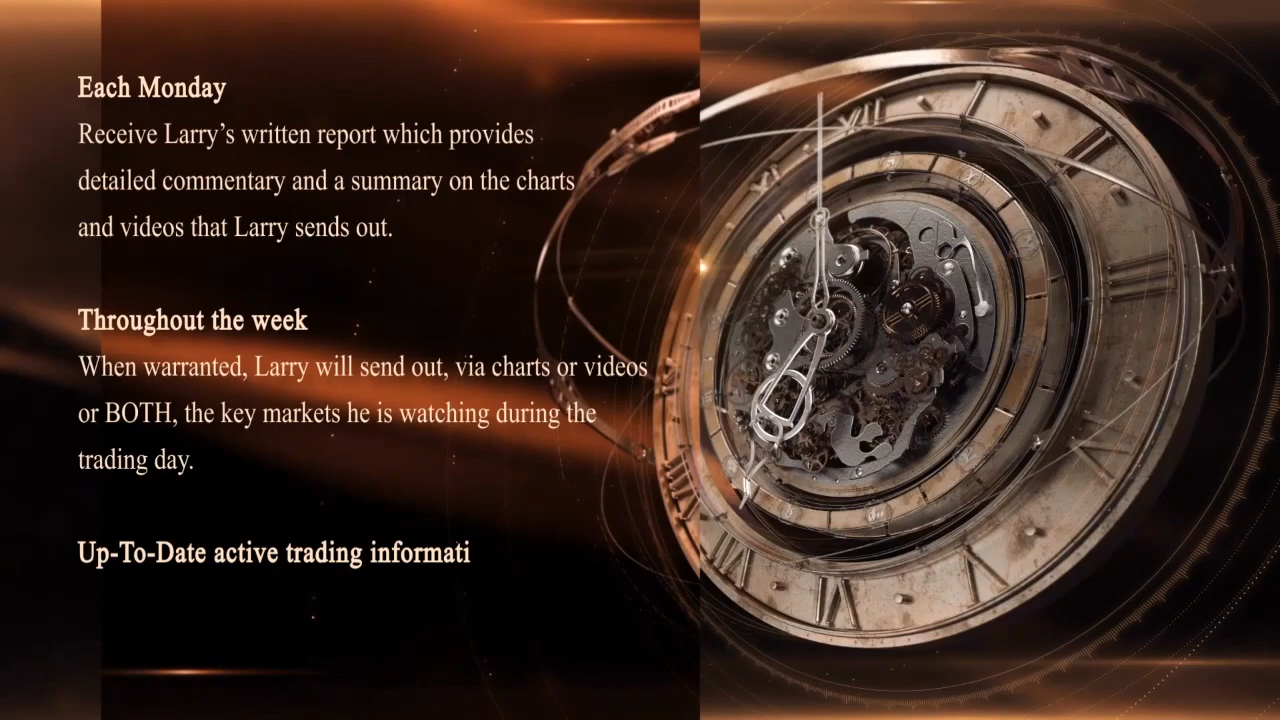 Each Monday
Receive Larry’s written report which provides
detailed commentary and a summary on the charts
and videos that Larry sends out.
Throughout the week
When warranted, Larry will send out, via charts or videos
or BOTH, the key markets he is watching during the
trading day.
Up-To-Date active trading informati